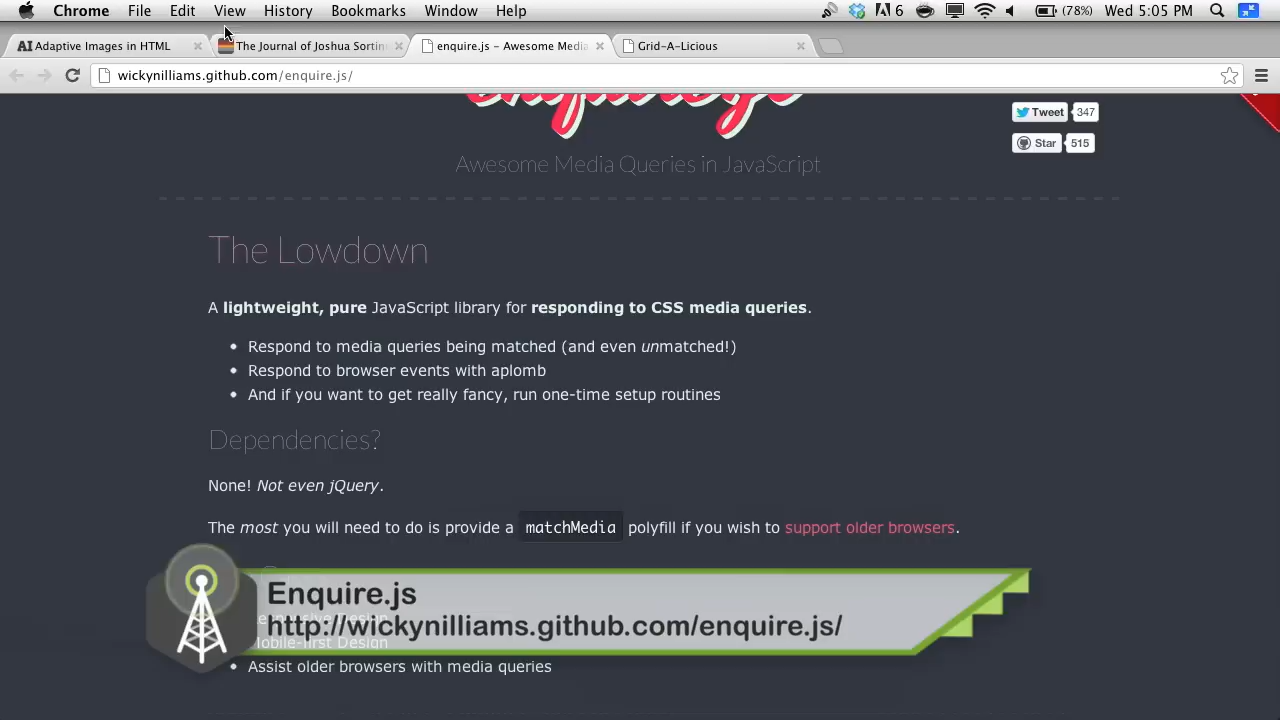 Chrome File Edit View History Bookmarks Window Help 6 (78%) Wed 5:05 PM
AI Adaptive Images in HTML The Journal of Joshua Sortin enquire.js – Awesome Media Grid-A-Licious
wickynilliams.github.com/enquire.js/
Tweet 347
Star 515
Awesome Media Queries in JavaScript
The Lowdown
A lightweight, pure JavaScript library for responding to CSS media queries.
Respond to media queries being matched (and even unmatched!)
Respond to browser events with aplomb
And if you want to get really fancy, run one-time setup routines
Dependencies?
None! Not even jQuery.
The most you will need to do is provide a matchMedia polyfill if you wish to support older browsers.
Enquire.js
http://wickynilliams.github.com/enquire.js/
Mobile-first Design
Assist older browsers with media queries